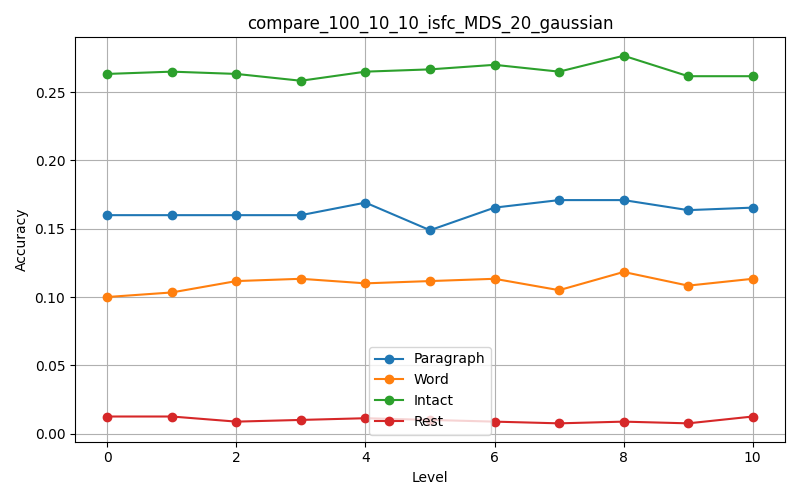 compare_100_10_10_isfc_MDS_20_gaussian
Accuracy
0.25
0.20
0.15
0.10
0.05
0.00
Paragraph
Word
Intact
Rest
0 2 4 6 8 10
Level